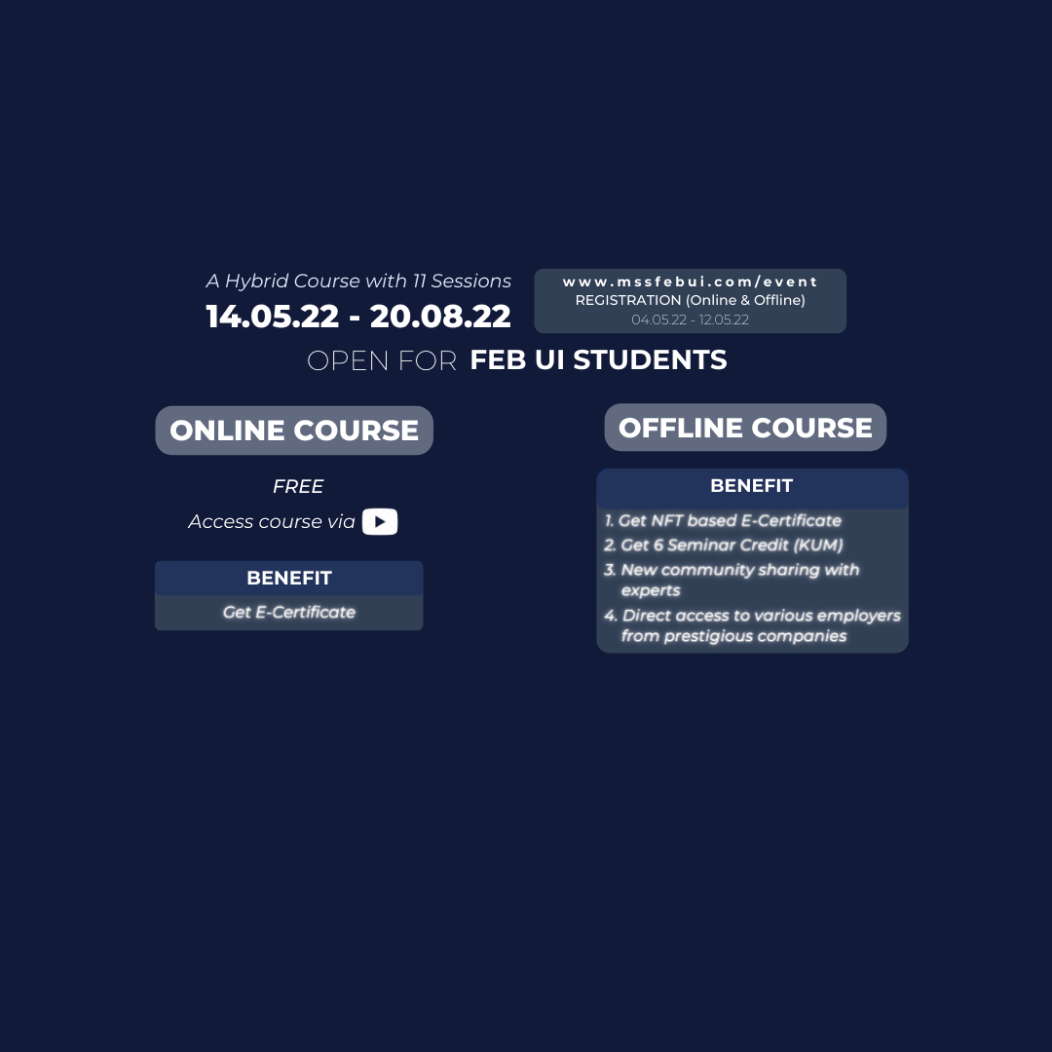 A Hybrid Course with 11 Sessions
14.05.22 - 20.08.22
www.mssfebui.com/event
REGISTRATION (Online & Offline)
04.05.22 - 12.05.22
OPEN FOR FEB UI STUDENTS
ONLINE COURSE
FREE
Access course via
BENEFIT
Get E-Certificate
OFFLINE COURSE
BENEFIT
1. Get NFT based E-Certificate
2. Get 6 Seminar Credit (KUM)
3. New community sharing with
experts
4. Direct access to various employers
from prestigious companies